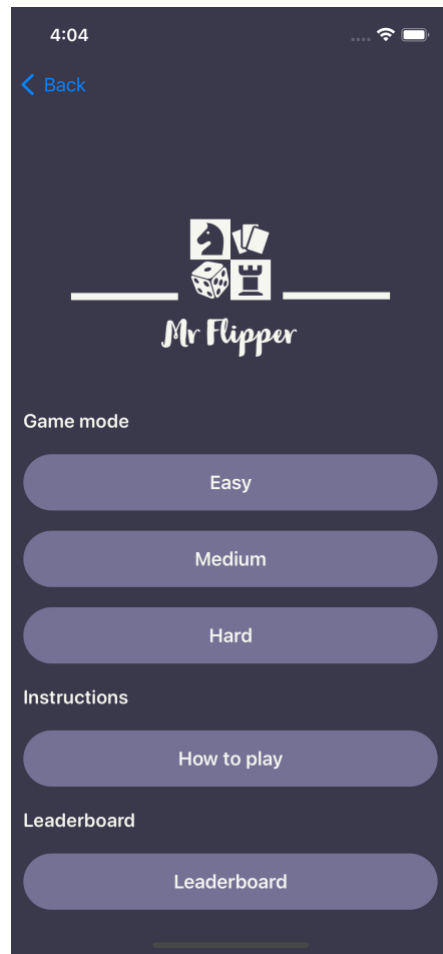 4:04
Back
Mr Flipper
Game mode
Easy
Medium
Hard
Instructions
How to play
Leaderboard
Leaderboard